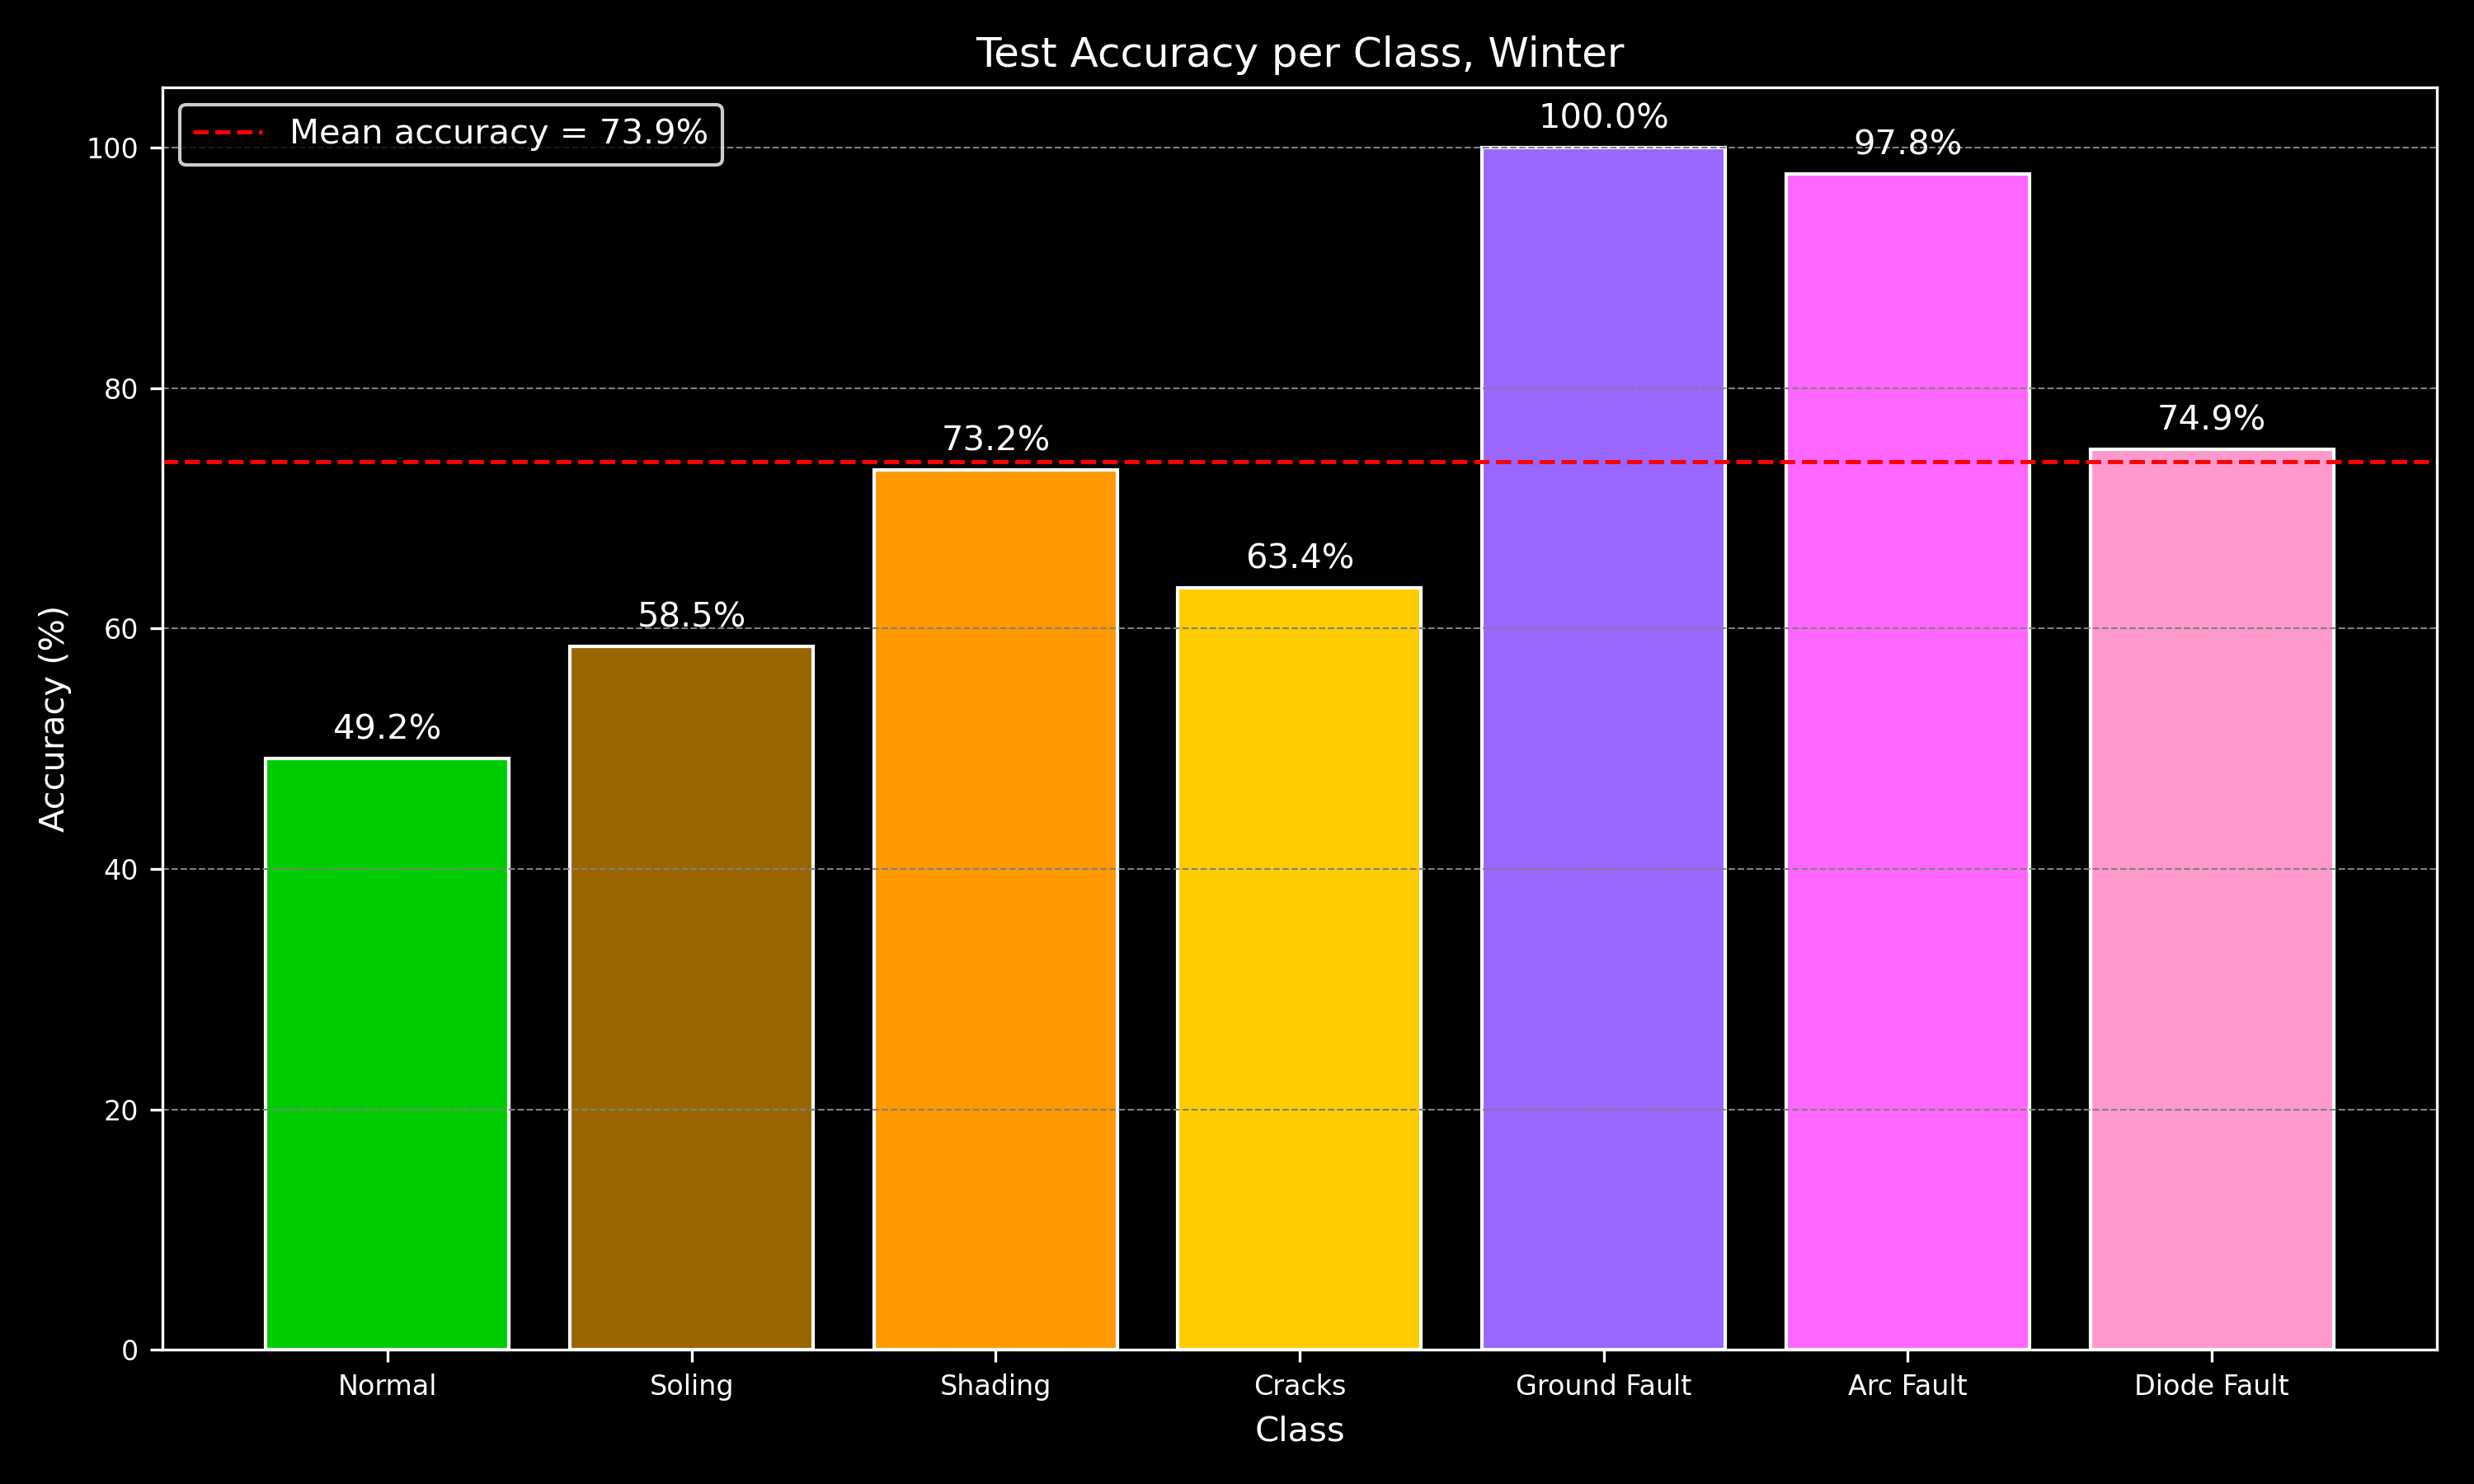 Test Accuracy per Class, Winter
Mean accuracy = 73.9%
100.0%
97.8%
74.9%
73.2%
63.4%
58.5%
49.2%
100
80
60
40
20
0
Accuracy (%)
Normal Soling Shading Cracks Ground Fault Arc Fault Diode Fault
Class